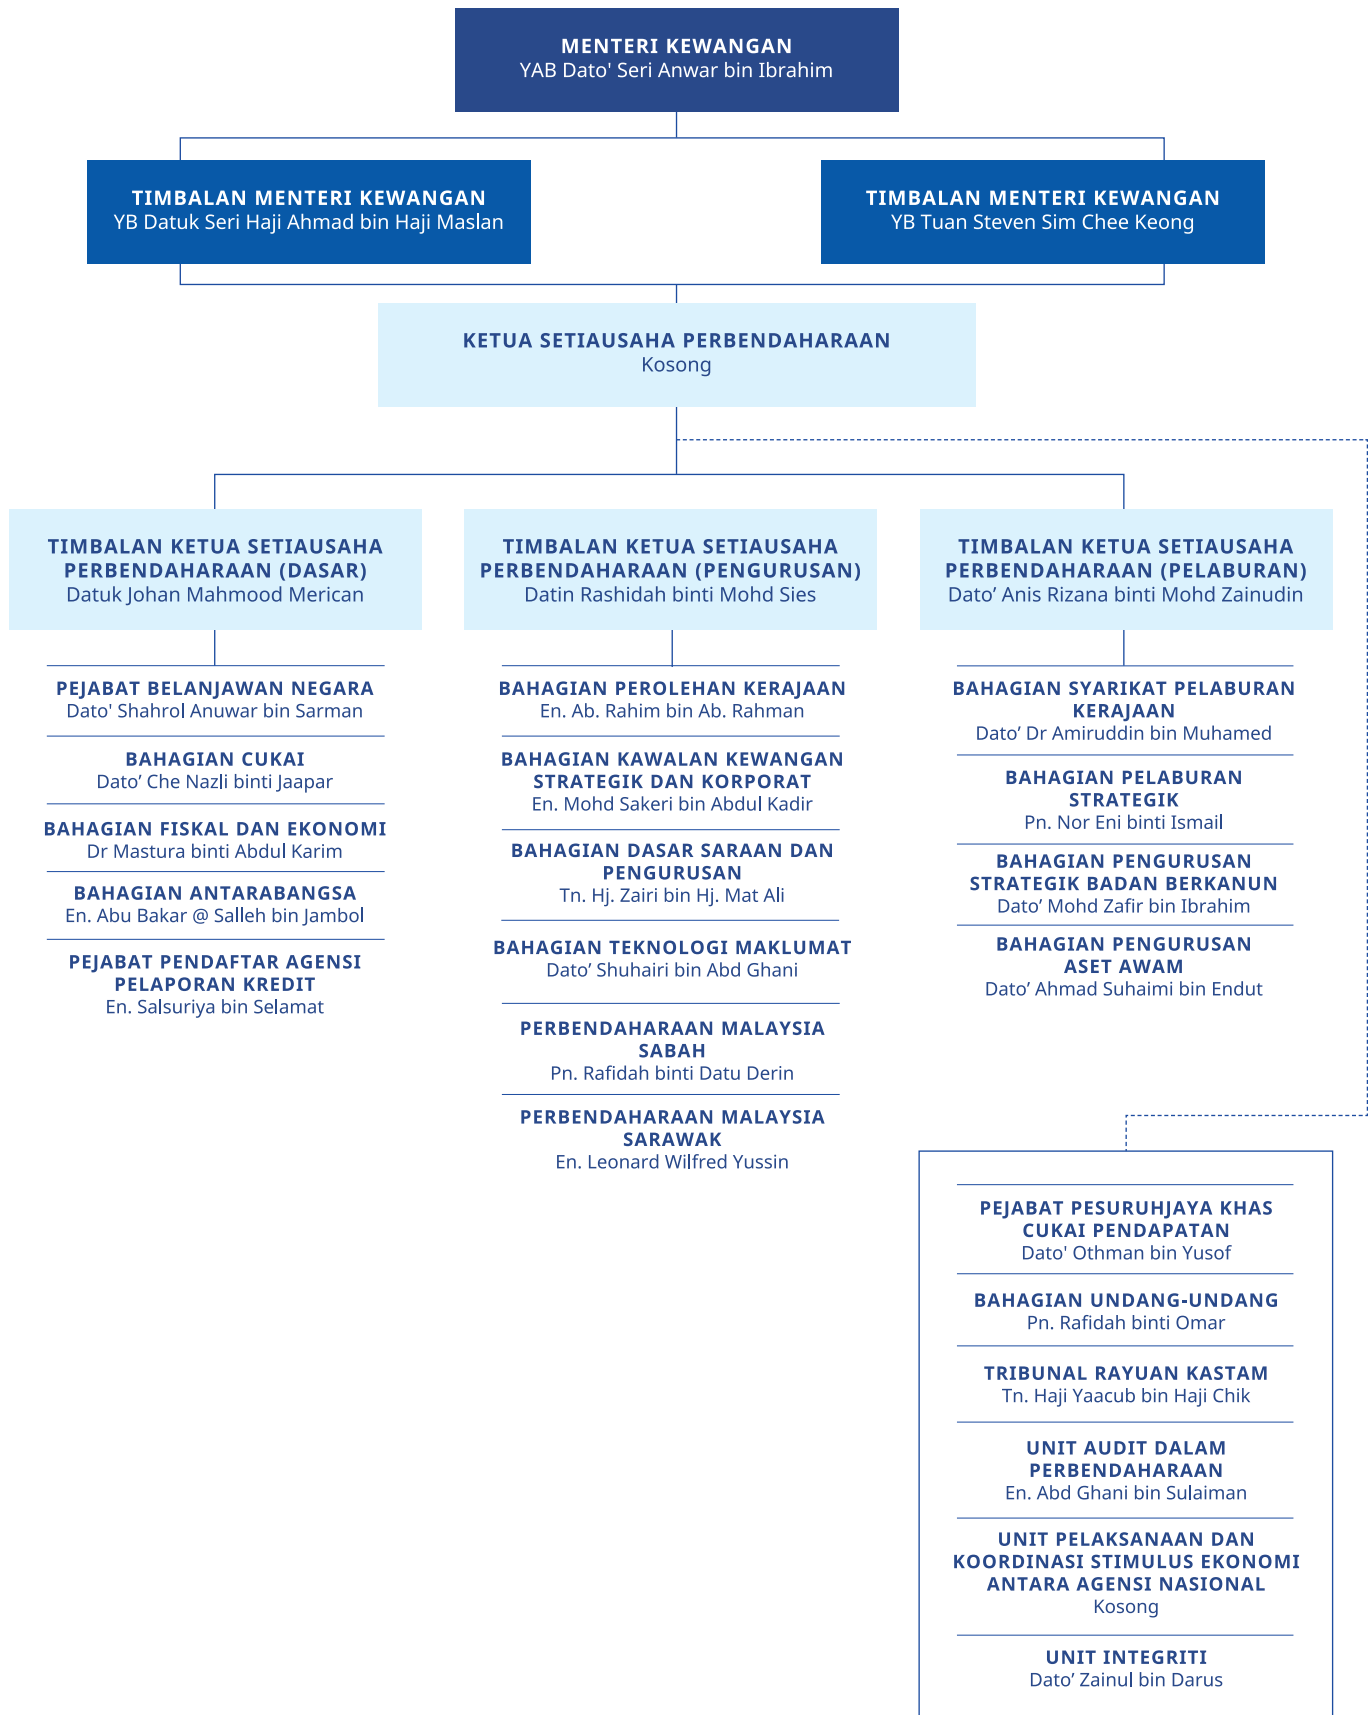 MENTERI KEWANGAN
YAB Dato' Seri Anwar bin Ibrahim
TIMBALAN MENTERI KEWANGAN
YB Datuk Seri Haji Ahmad bin Haji Maslan
TIMBALAN MENTERI KEWANGAN
YB Tuan Steven Sim Chee Keong
KETUA SETIAUSAHA PERBENDAHARAAN
Kosong
TIMBALAN KETUA SETIAUSAHA
PERBENDAHARAAN (DASAR)
Datuk Johan Mahmood Merican
PEJABAT BELANJAWAN NEGARA
Dato' Shahrol Anuwar bin Sarman
BAHAGIAN CUKAI
Dato’ Che Nazli binti Jaapar
BAHAGIAN FISKAL DAN EKONOMI
Dr Mastura binti Abdul Karim
BAHAGIAN ANTARABANGSA
En. Abu Bakar @ Salleh bin Jambol
PEJABAT PENDAFTAR AGENSI
PELAPORAN KREDIT
En. Salsuriya bin Selamat
TIMBALAN KETUA SETIAUSAHA
PERBENDAHARAAN (PENGURUSAN)
Datin Rashidah binti Mohd Sies
BAHAGIAN PEROLEHAN KERAJAAN
En. Ab. Rahim bin Ab. Rahman
BAHAGIAN KAWALAN KEWANGAN
STRATEGIK DAN KORPORAT
En. Mohd Sakeri bin Abdul Kadir
BAHAGIAN DASAR SARAAN DAN
PENGURUSAN
Tn. Hj. Zairi bin Hj. Mat Ali
BAHAGIAN TEKNOLOGI MAKLUMAT
Dato’ Shuhairi bin Abd Ghani
PERBENDAHARAAN MALAYSIA
SABAH
Pn. Rafidah binti Datu Derin
PERBENDAHARAAN MALAYSIA
SARAWAK
En. Leonard Wilfred Yussin
TIMBALAN KETUA SETIAUSAHA
PERBENDAHARAAN (PELABURAN)
Dato’ Anis Rizana binti Mohd Zainudin
BAHAGIAN SYARIKAT PELABURAN
KERAJAAN
Dato’ Dr Amiruddin bin Muhamed
BAHAGIAN PELABURAN
STRATEGIK
Pn. Nor Eni binti Ismail
BAHAGIAN PENGURUSAN
STRATEGIK BADAN BERKANUN
Dato’ Mohd Zafir bin Ibrahim
BAHAGIAN PENGURUSAN
ASET AWAM
Dato’ Ahmad Suhaimi bin Endut
PEJABAT PESURUHJAYA KHAS
CUKAI PENDAPATAN
Dato' Othman bin Yusof
BAHAGIAN UNDANG-UNDANG
Pn. Rafidah binti Omar
TRIBUNAL RAYUAN KASTAM
Tn. Haji Yaacub bin Haji Chik
UNIT AUDIT DALAM
PERBENDAHARAAN
En. Abd Ghani bin Sulaiman
UNIT PELAKSANAAN DAN
KOORDINASI STIMULUS EKONOMI
ANTARA AGENSI NASIONAL
Kosong
UNIT INTEGRITI
Dato’ Zainul bin Darus